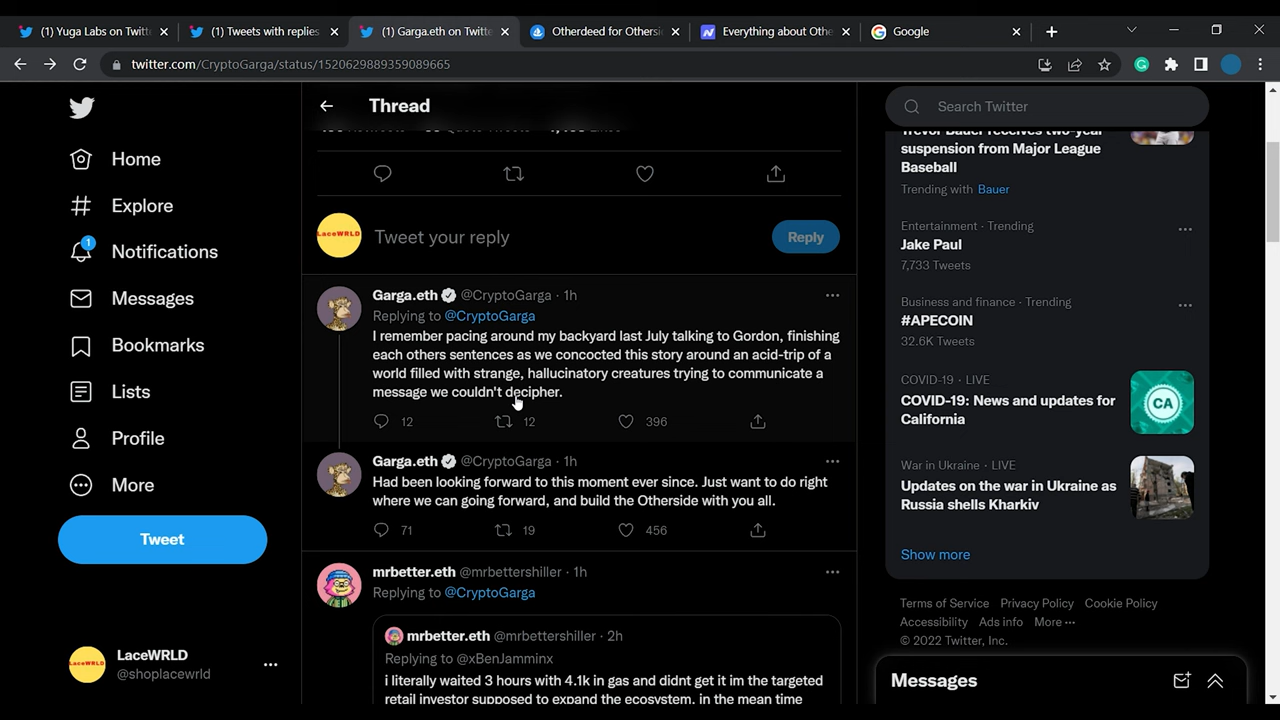 (1) Yuga Labs on Twitt
(1) Tweets with replies
(1) Garga.eth on Twitte
Otherdeed for Othersi
Everything about Othe
Google
twitter.com/CryptoGarga/status/1520629889359089665
Thread
Search Twitter
Home
Explore
1
Notifications
Messages
Bookmarks
Lists
Profile
More
Tweet
LaceWRLD
@shoplacewrld
LaceWRLD
Tweet your reply
Reply
Garga.eth @CryptoGarga · 1h
Replying to @CryptoGarga
I remember pacing around my backyard last July talking to Gordon, finishing
each others sentences as we concocted this story around an acid-trip of a
world filled with strange, hallucinatory creatures trying to communicate a
message we couldn't decipher.
12 12 396
Garga.eth @CryptoGarga · 1h
Had been looking forward to this moment ever since. Just want to do right
where we can going forward, and build the Otherside with you all.
71 19 456
mrbetter.eth @mrbettershiller · 1h
Replying to @CryptoGarga
mrbetter.eth @mrbettershiller · 2h
Replying to @xBenJamminx
i literally waited 3 hours with 4.1k in gas and didnt get it im the targeted
retail investor supposed to expand the ecosystem, in the mean time
Trevor Bauer receives two-year
suspension from Major League
Baseball
Trending with Bauer
Entertainment · Trending
Jake Paul
7,733 Tweets
Business and finance · Trending
#APECOIN
32.6K Tweets
COVID-19 · LIVE
COVID-19: News and updates for
California
CA
War in Ukraine · LIVE
Updates on the war in Ukraine as
Russia shells Kharkiv
Show more
Terms of Service Privacy Policy Cookie Policy
Accessibility Ads info More ···
© 2022 Twitter, Inc.
Messages